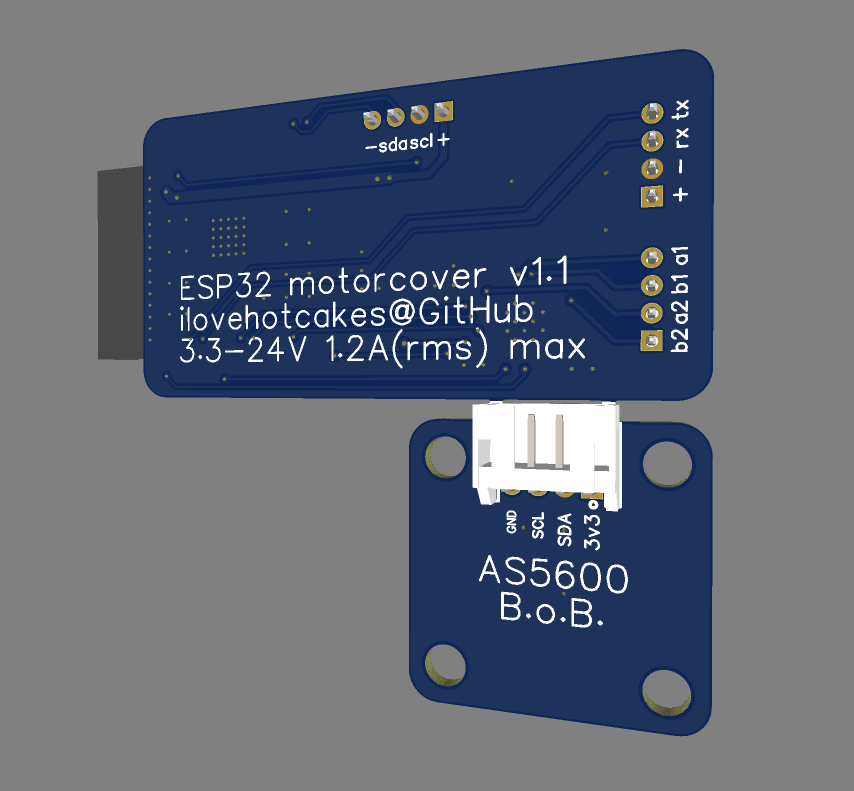 -sdascl+
tx
rx
-
+
a1
b1
a2
b2
ESP32 motorcover v1.1
ilovehotcakes@GitHub
3.3-24V 1.2A(rms) max
GND SCL SDA 3v3
AS5600
B.o.B.